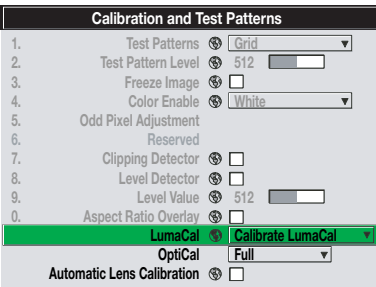 Calibration and Test Patterns
1. Test Patterns Grid
2. Test Pattern Level 512
3. Freeze Image
4. Color Enable White
5. Odd Pixel Adjustment
6. Reserved
7. Clipping Detector
8. Level Detector
9. Level Value 512
0. Aspect Ratio Overlay
LumaCal Calibrate LumaCal
OptiCal Full
Automatic Lens Calibration